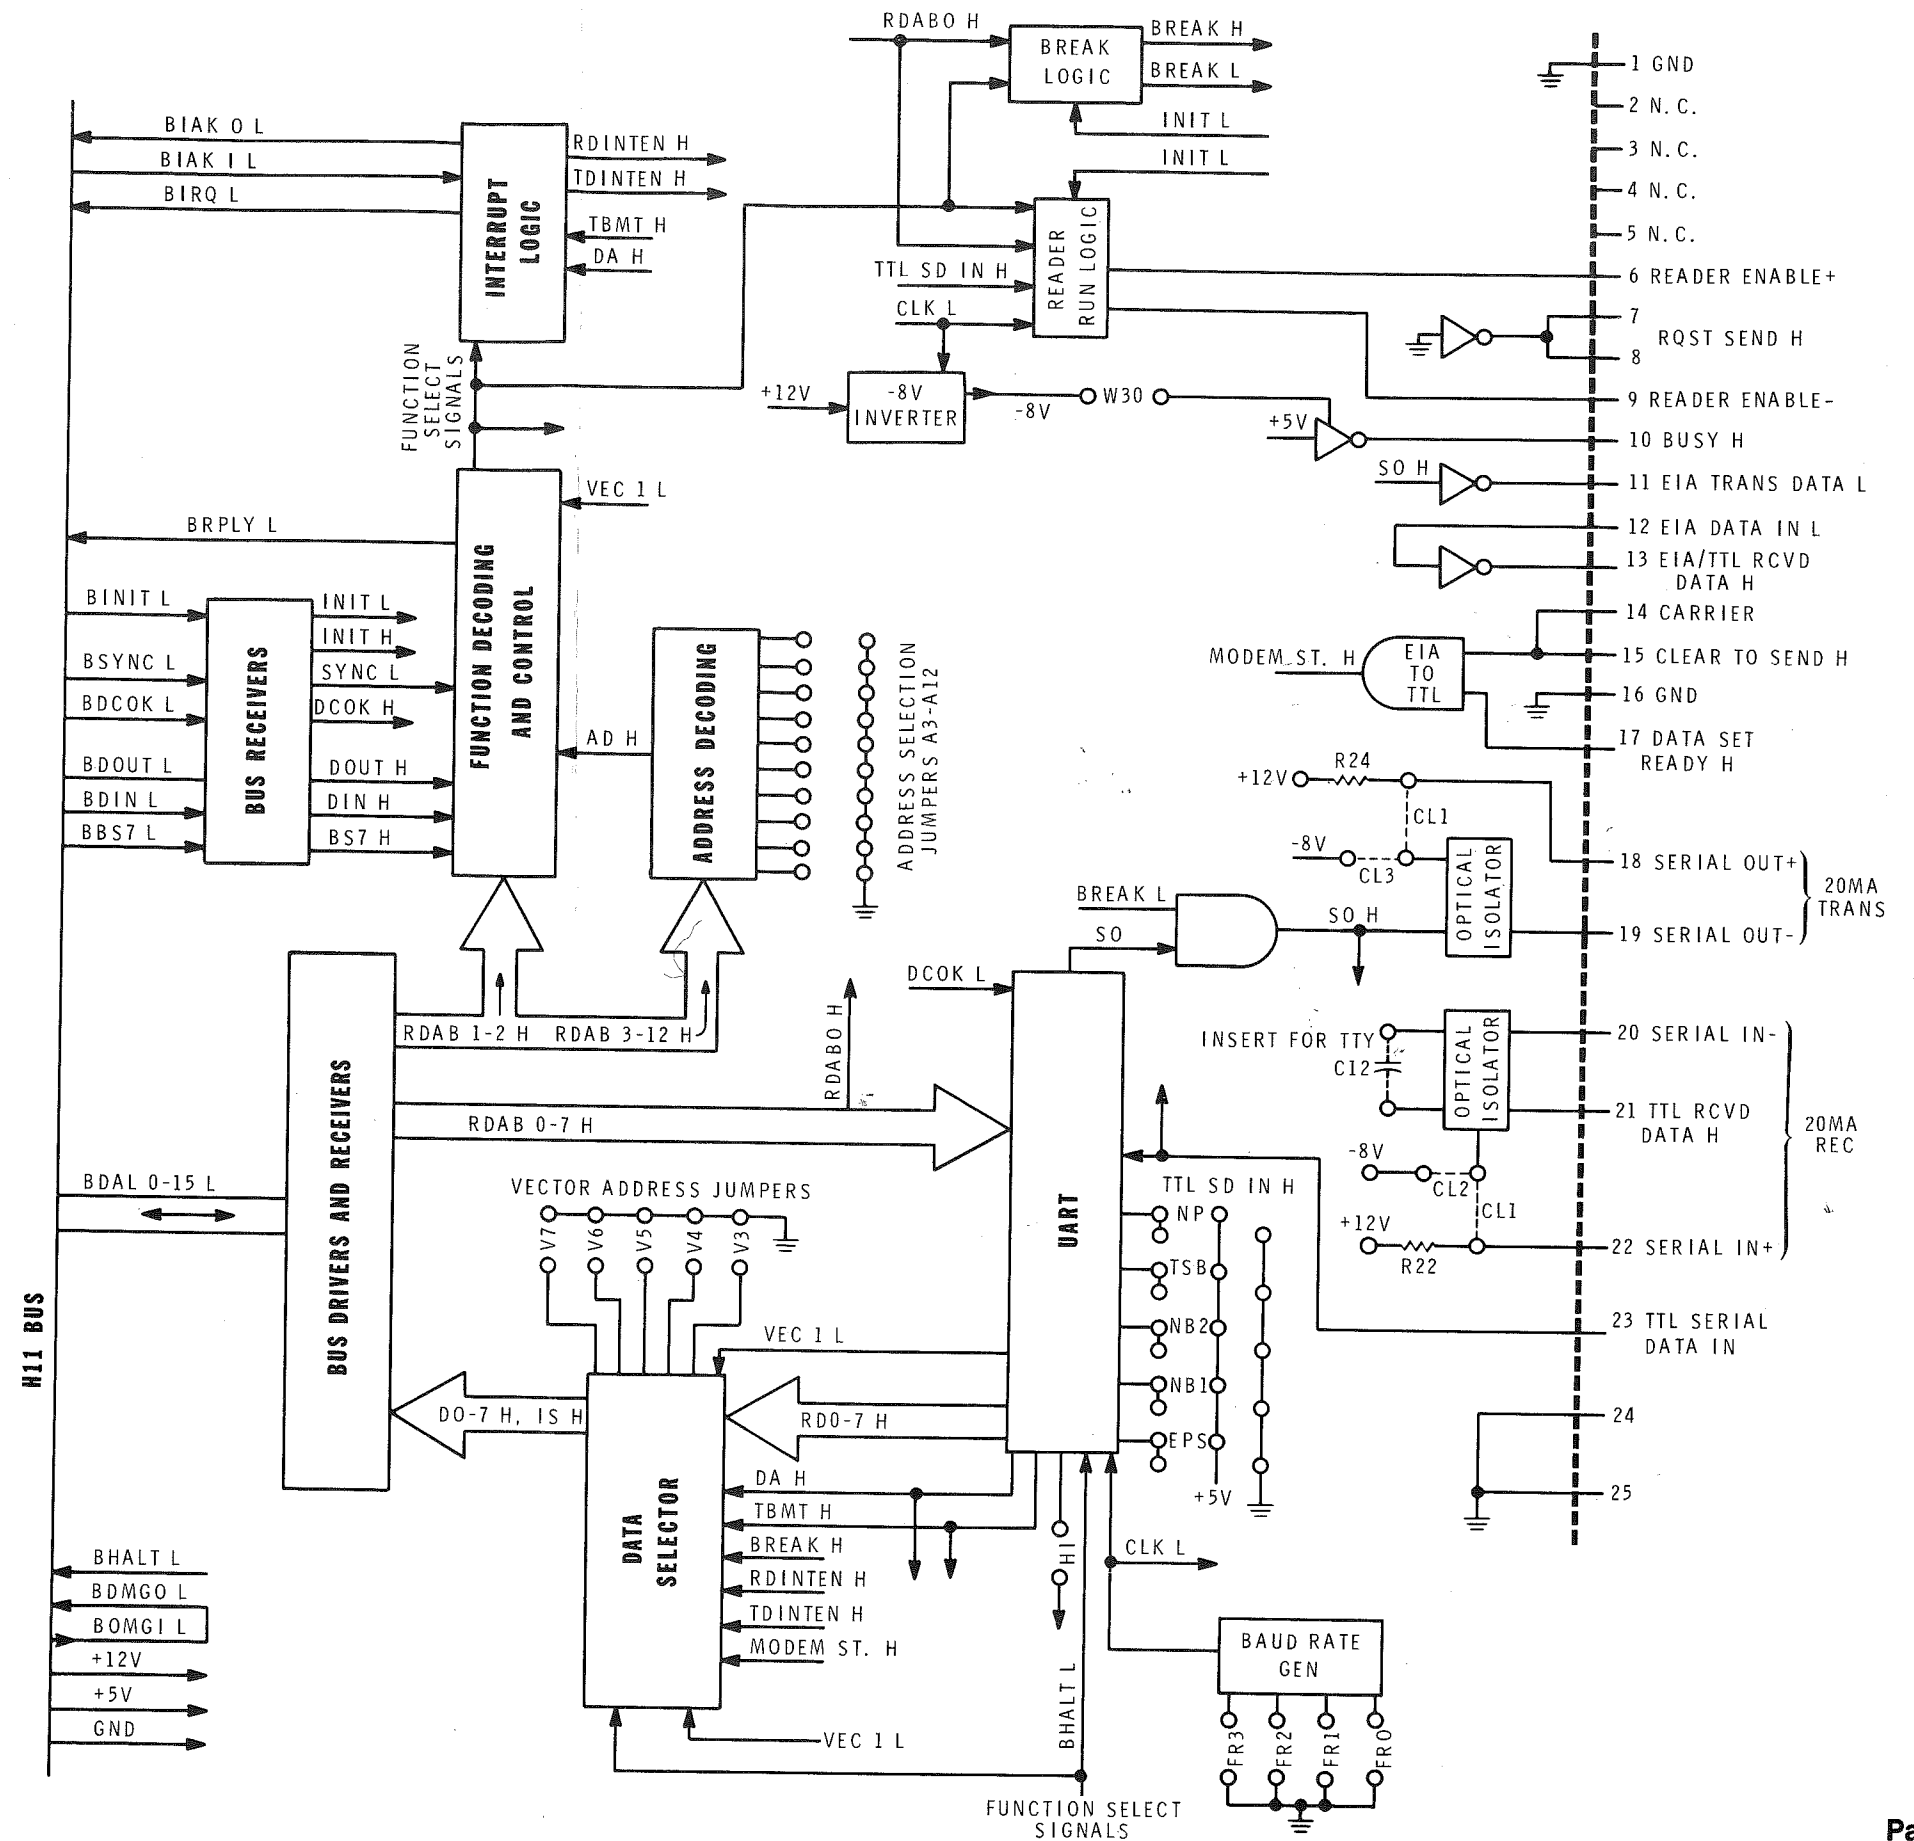 RDABO H
BREAK
LOGIC
BREAK H
BREAK L
INIT L
INIT L
BIAK O L
BIAK I L
BIRQ L
INTERRUPT
LOGIC
RDINTEN H
TDINTEN H
TBMT H
DA H
READER
RUN LOGIC
TTL SD IN H
CLK L
+12V
-8V
INVERTER
-8V
W30
+5V
FUNCTION
SELECT
SIGNALS
1 GND
2 N.C.
3 N.C.
4 N.C.
5 N.C.
6 READER ENABLE+
7
RQST SEND H
8
9 READER ENABLE-
10 BUSY H
SO H
11 EIA TRANS DATA L
12 EIA DATA IN L
13 EIA/TTL RCVD
DATA H
14 CARRIER
15 CLEAR TO SEND H
16 GND
17 DATA SET
READY H
MODEM ST. H
EIA
TO
TTL
VEC 1 L
BRPLY L
FUNCTION DECODING
AND CONTROL
BINIT L
BSYNC L
BDCOK L
BDOUT L
BDIN L
BBS7 L
BUS RECEIVERS
INIT L
INIT H
SYNC L
DCOK H
DOUT H
DIN H
BS7 H
AD H
ADDRESS DECODING
ADDRESS SELECTION
JUMPERS A3-A12
+12V
R24
CL1
-8V
CL3
OPTICAL
ISOLATOR
18 SERIAL OUT+
20MA
TRANS
19 SERIAL OUT-
BREAK L
SO
SO H
DCOK L
RDAB 1-2 H
RDAB 3-12 H
RDABO H
BUS DRIVERS AND RECEIVERS
RDAB 0-7 H
UART
INSERT FOR TTY
C12
OPTICAL
ISOLATOR
20 SERIAL IN-
21 TTL RCVD
DATA H
20MA
REC
-8V
CL2
CL1
+12V
R22
22 SERIAL IN+
TTL SD IN H
NP
TSB
NB2
NB1
EPS
+5V
23 TTL SERIAL
DATA IN
24
25
BDAL 0-15 L
VECTOR ADDRESS JUMPERS
V7
V6
V5
V4
V3
VEC 1 L
DO-7 H, IS H
RD0-7 H
H11 BUS
DATA
SELECTOR
DA H
TBMT H
BREAK H
RDINTEN H
TDINTEN H
MODEM ST. H
VEC 1 L
HI
CLK L
BHALT L
BHALT L
BDMGO L
BOMGI L
+12V
+5V
GND
BAUD RATE
GEN
FR3
FR2
FR1
FR0
FUNCTION SELECT
SIGNALS
Pa